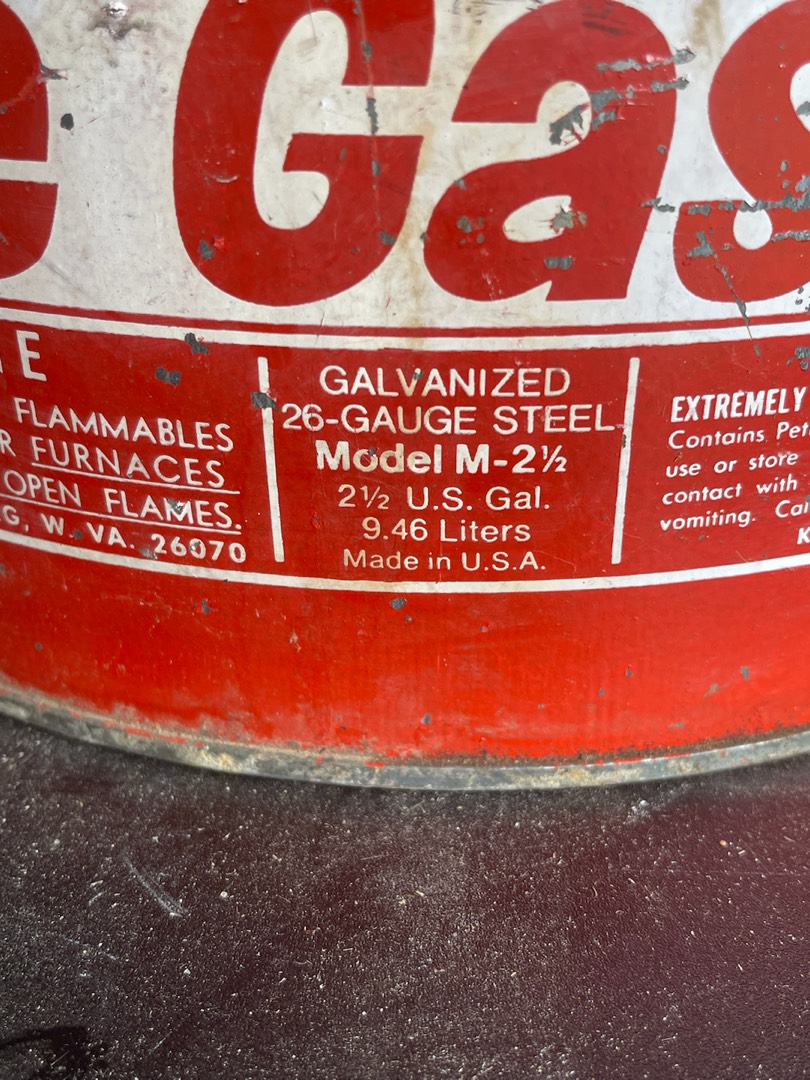 e Gas
E
FLAMMABLES
R FURNACES
OPEN FLAMES.
G, W. VA. 26070
GALVANIZED
26-GAUGE STEEL
Model M-2½
2½ U.S. Gal.
9.46 Liters
Made in U.S.A.
EXTREMELY
Contains Pet
use or store
contact with
vomiting. Cal
K